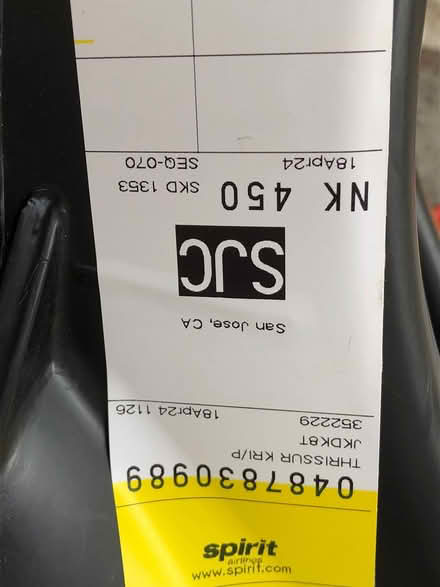 0487830989
THRISSUR KRI/P
JKDK8T
352229 18Apr24 1126
San Jose, CA
SJC
NK 450 SKD 1353
18Apr24 SEQ-070
spirit
Airlines
www.spirit.com